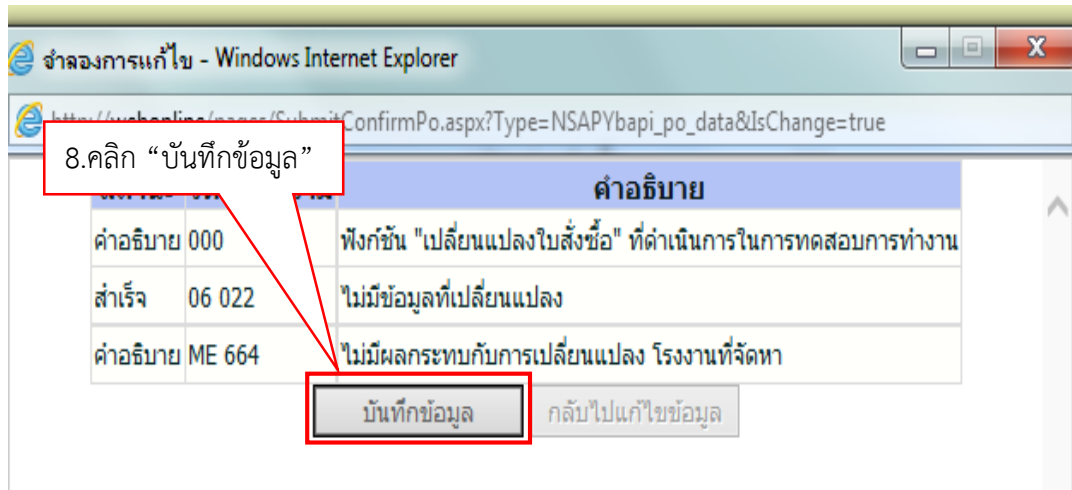 จำลองการแก้ไข - Windows Internet Explorer
ConfirmPo.aspx?Type=NSAPYbapi_po_data&IsChange=true
8.คลิก “บันทึกข้อมูล”
คำอธิบาย
คำอธิบาย 000 ฟังก์ชัน "เปลี่ยนแปลงใบสั่งซื้อ" ที่ดำเนินการในการทดสอบการทำงาน
สำเร็จ 06 022 ไม่มีข้อมูลที่เปลี่ยนแปลง
คำอธิบาย ME 664 ไม่มีผลกระทบกับการเปลี่ยนแปลง โรงงานที่จัดหา
บันทึกข้อมูล กลับไปแก้ไขข้อมูล